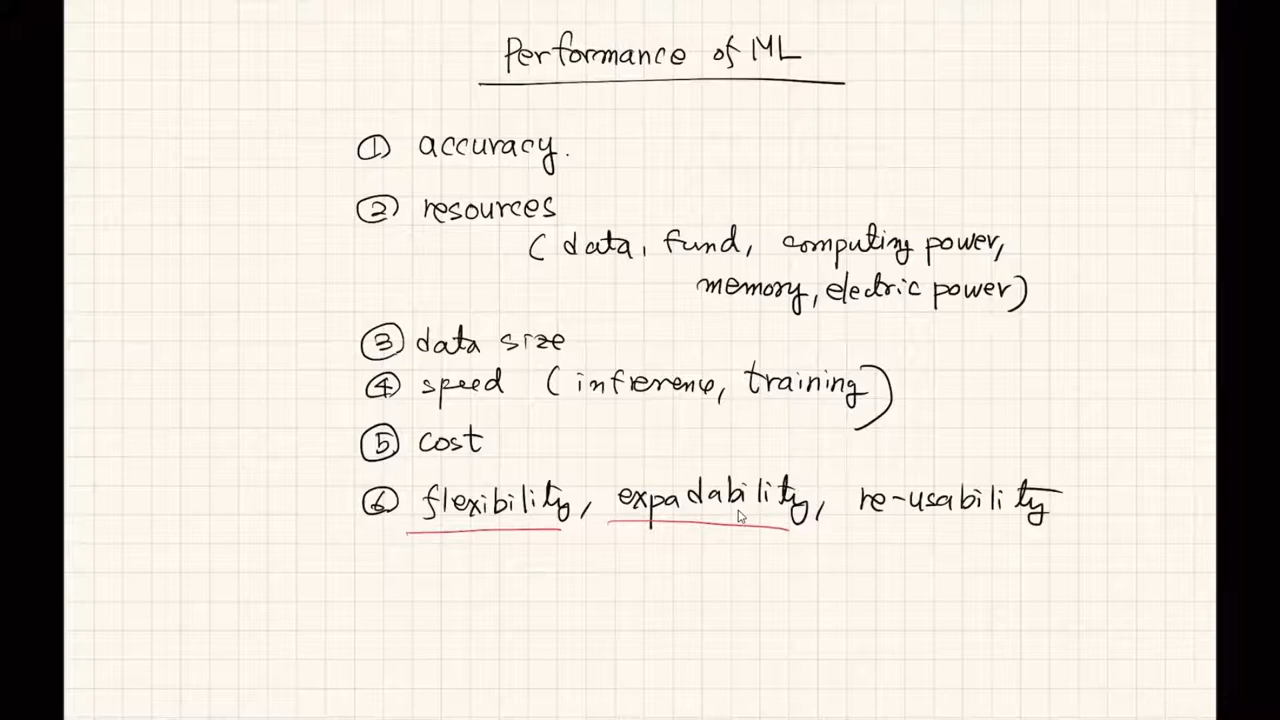 Performance of ML
① accuracy.
② resources
( data, fund, computing power,
memory, electric power)
③ data size
④ speed ( inference, training )
⑤ cost
⑥ flexibility, expadability, re-usability